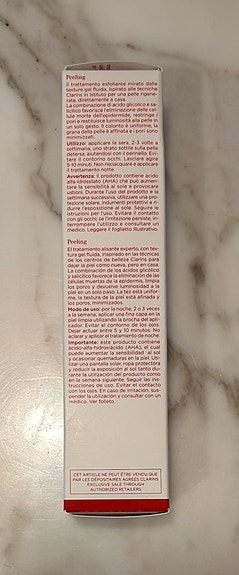 Peeling
Il trattamento esfoliante mirato dalla
texture gel fluida, ispirato alle tecniche
Clarins in Istituto per una pelle rigene-
rata, direttamente a casa.
La combinazione di acido glicolico e sa-
licilico favorisce l'eliminazione delle cel-
lule morte dell'epidermide, restringe i
pori e restituisce luminosità alla pelle in
un solo gesto. Il colorito è uniforme, la
grana della pelle è affinata e i pori sono
minimizzati.
Utilizzo: applicare la sera, 2-3 volte a
settimana, uno strato sottile sulla pelle
detersa, aiutandosi con il pennello. Evi-
tare il contorno occhi. Lasciare agire
5-10 minuti. Non risciacquare e applicare
il trattamento notte.
Avvertenza: il prodotto contiene acido
alfa-idrossilato (AHA) che può aumen-
tare la sensibilità al sole e provocare
ustioni. Durante l'uso del prodotto e la
settimana successiva, utilizzare una pro-
tezione solare, indumenti protettivi e ri-
durre l'esposizione al sole. Seguire le
istruzioni per l'uso. Evitare il contatto
con gli occhi; se l'irritazione persiste, in-
terrompere l'utilizzo e consultare un
medico. Leggere il foglietto illustrativo.
Peeling
El tratamiento alisante experto, con tex-
tura gel fluida, inspirado en las técnicas
de los centros de belleza Clarins para
dejar la piel como nueva, pero en casa.
La combinación de los ácidos glicólico
y salicílico favorece la eliminación de las
células muertas de la epidermis, limpia
los poros y devuelve luminosidad a la
piel en un solo paso. La tez está unifor-
me, la textura de la piel está afinada y
los poros, minimizados.
Modo de uso: por la noche, 2 o 3 veces
a la semana, aplicar una fina capa en la
piel limpia utilizando la brocha del apli-
cador. Evitar el contorno de los ojos.
Dejar actuar entre 5 y 10 minutos. No
aclarar y aplicar el tratamiento de noche.
Importante: este producto contiene
ácido-alfa-hidroxiácido (AHA), el cual
puede aumentar la sensibilidad al sol
y ocasionar quemaduras en la piel. Uti-
lizar una pantalla solar, ropa protectora
y reducir la exposición al sol tanto du-
rante la utilización del producto como
en la semana siguiente. Seguir las ins-
trucciones de uso. Evitar el contacto
con los ojos. En caso de irritación, sus-
pender la utilización y consultar con un
médico. Ver folleto.
CET ARTICLE NE PEUT ÊTRE VENDU QUE
PAR LES DÉPOSITAIRES AGRÉÉS CLARINS
EXCLUSIVE SALE THROUGH
AUTHORIZED RETAILERS